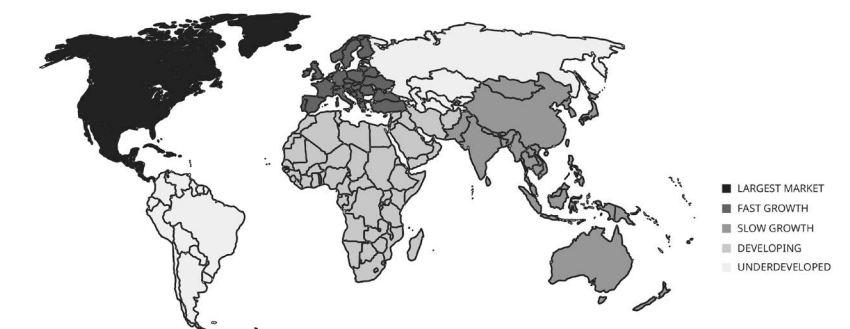 LARGEST MARKET
FAST GROWTH
SLOW GROWTH
DEVELOPING
UNDERDEVELOPED